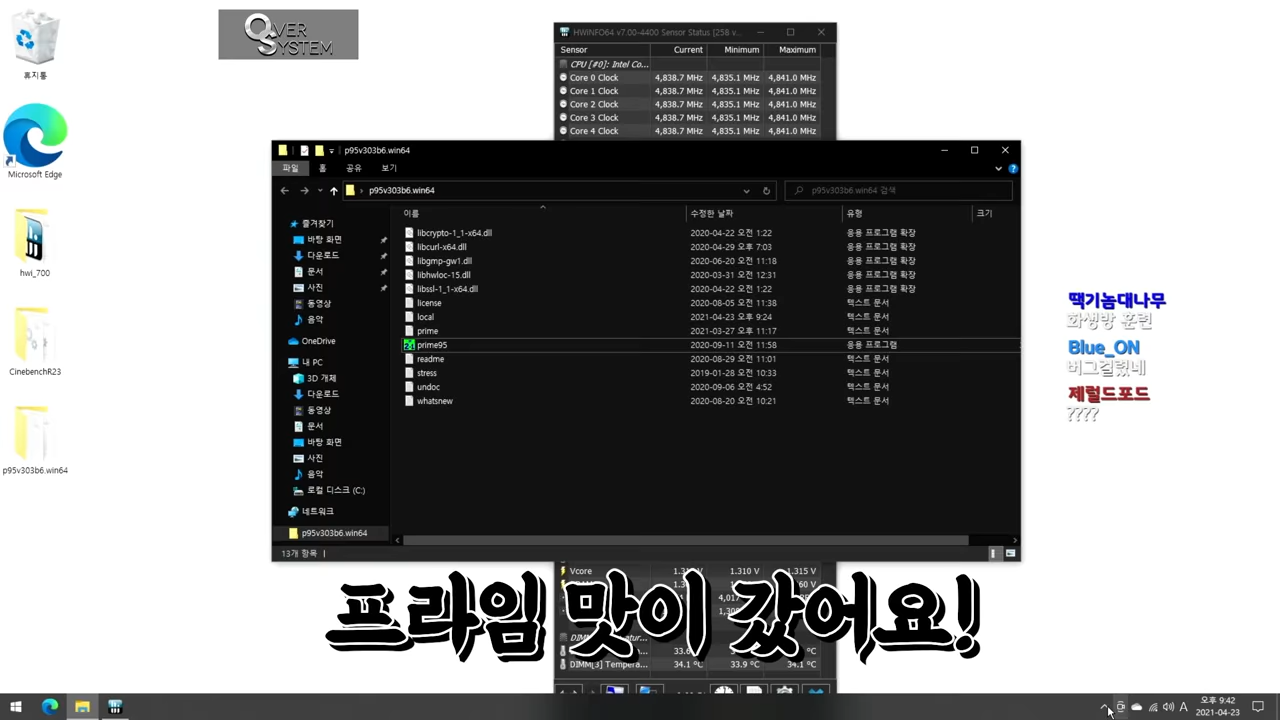 휴지통
Microsoft Edge
hwi_700
CinebenchR23
p95v303b6.win64
OVER
SYSTEM
HWiNFO64 v7.00-4400 Sensor Status [258 v...
Sensor Current Minimum Maximum
CPU [#0]: Intel Co...
Core 0 Clock 4,838.7 MHz 4,835.1 MHz 4,841.0 MHz
Core 1 Clock 4,838.7 MHz 4,835.1 MHz 4,841.0 MHz
Core 2 Clock 4,838.7 MHz 4,835.1 MHz 4,841.0 MHz
Core 3 Clock 4,838.7 MHz 4,835.1 MHz 4,841.0 MHz
Core 4 Clock 4,838.7 MHz 4,835.1 MHz 4,841.0 MHz
p95v303b6.win64
파일 홈 공유 보기
p95v303b6.win64
p95v303b6.win64 검색
즐겨찾기
바탕 화면
다운로드
문서
사진
동영상
음악
OneDrive
내 PC
3D 개체
다운로드
동영상
문서
바탕 화면
사진
음악
로컬 디스크 (C:)
네트워크
p95v303b6.win64
이름 수정한 날짜 유형 크기
libcrypto-1_1-x64.dll 2020-04-22 오전 1:22 응용 프로그램 확장
libcurl-x64.dll 2020-04-29 오후 7:03 응용 프로그램 확장
libgmp-gw1.dll 2020-06-20 오전 11:18 응용 프로그램 확장
libhwloc-15.dll 2020-03-31 오전 12:31 응용 프로그램 확장
libssl-1_1-x64.dll 2020-04-22 오전 1:22 응용 프로그램 확장
license 2020-08-05 오전 11:38 텍스트 문서
local 2021-04-23 오후 9:24 텍스트 문서
prime 2021-03-27 오후 11:17 텍스트 문서
prime95 2020-09-11 오전 11:58 응용 프로그램
readme 2020-08-29 오전 11:01 텍스트 문서
stress 2019-01-28 오전 10:33 텍스트 문서
undoc 2020-09-06 오전 4:52 텍스트 문서
whatsnew 2020-08-20 오전 10:21 텍스트 문서
13개 항목
땍기놈대나무
화생방 훈련
Blue_ON
버그걸렸네
제럴드포드
????
Vcore 1.310 V 1.315 V
프라임 맛이 갔어요!
DIMM[3] Tempera... 34.1 °C 33.9 °C 34.1 °C
A
오후 9:42
2021-04-23